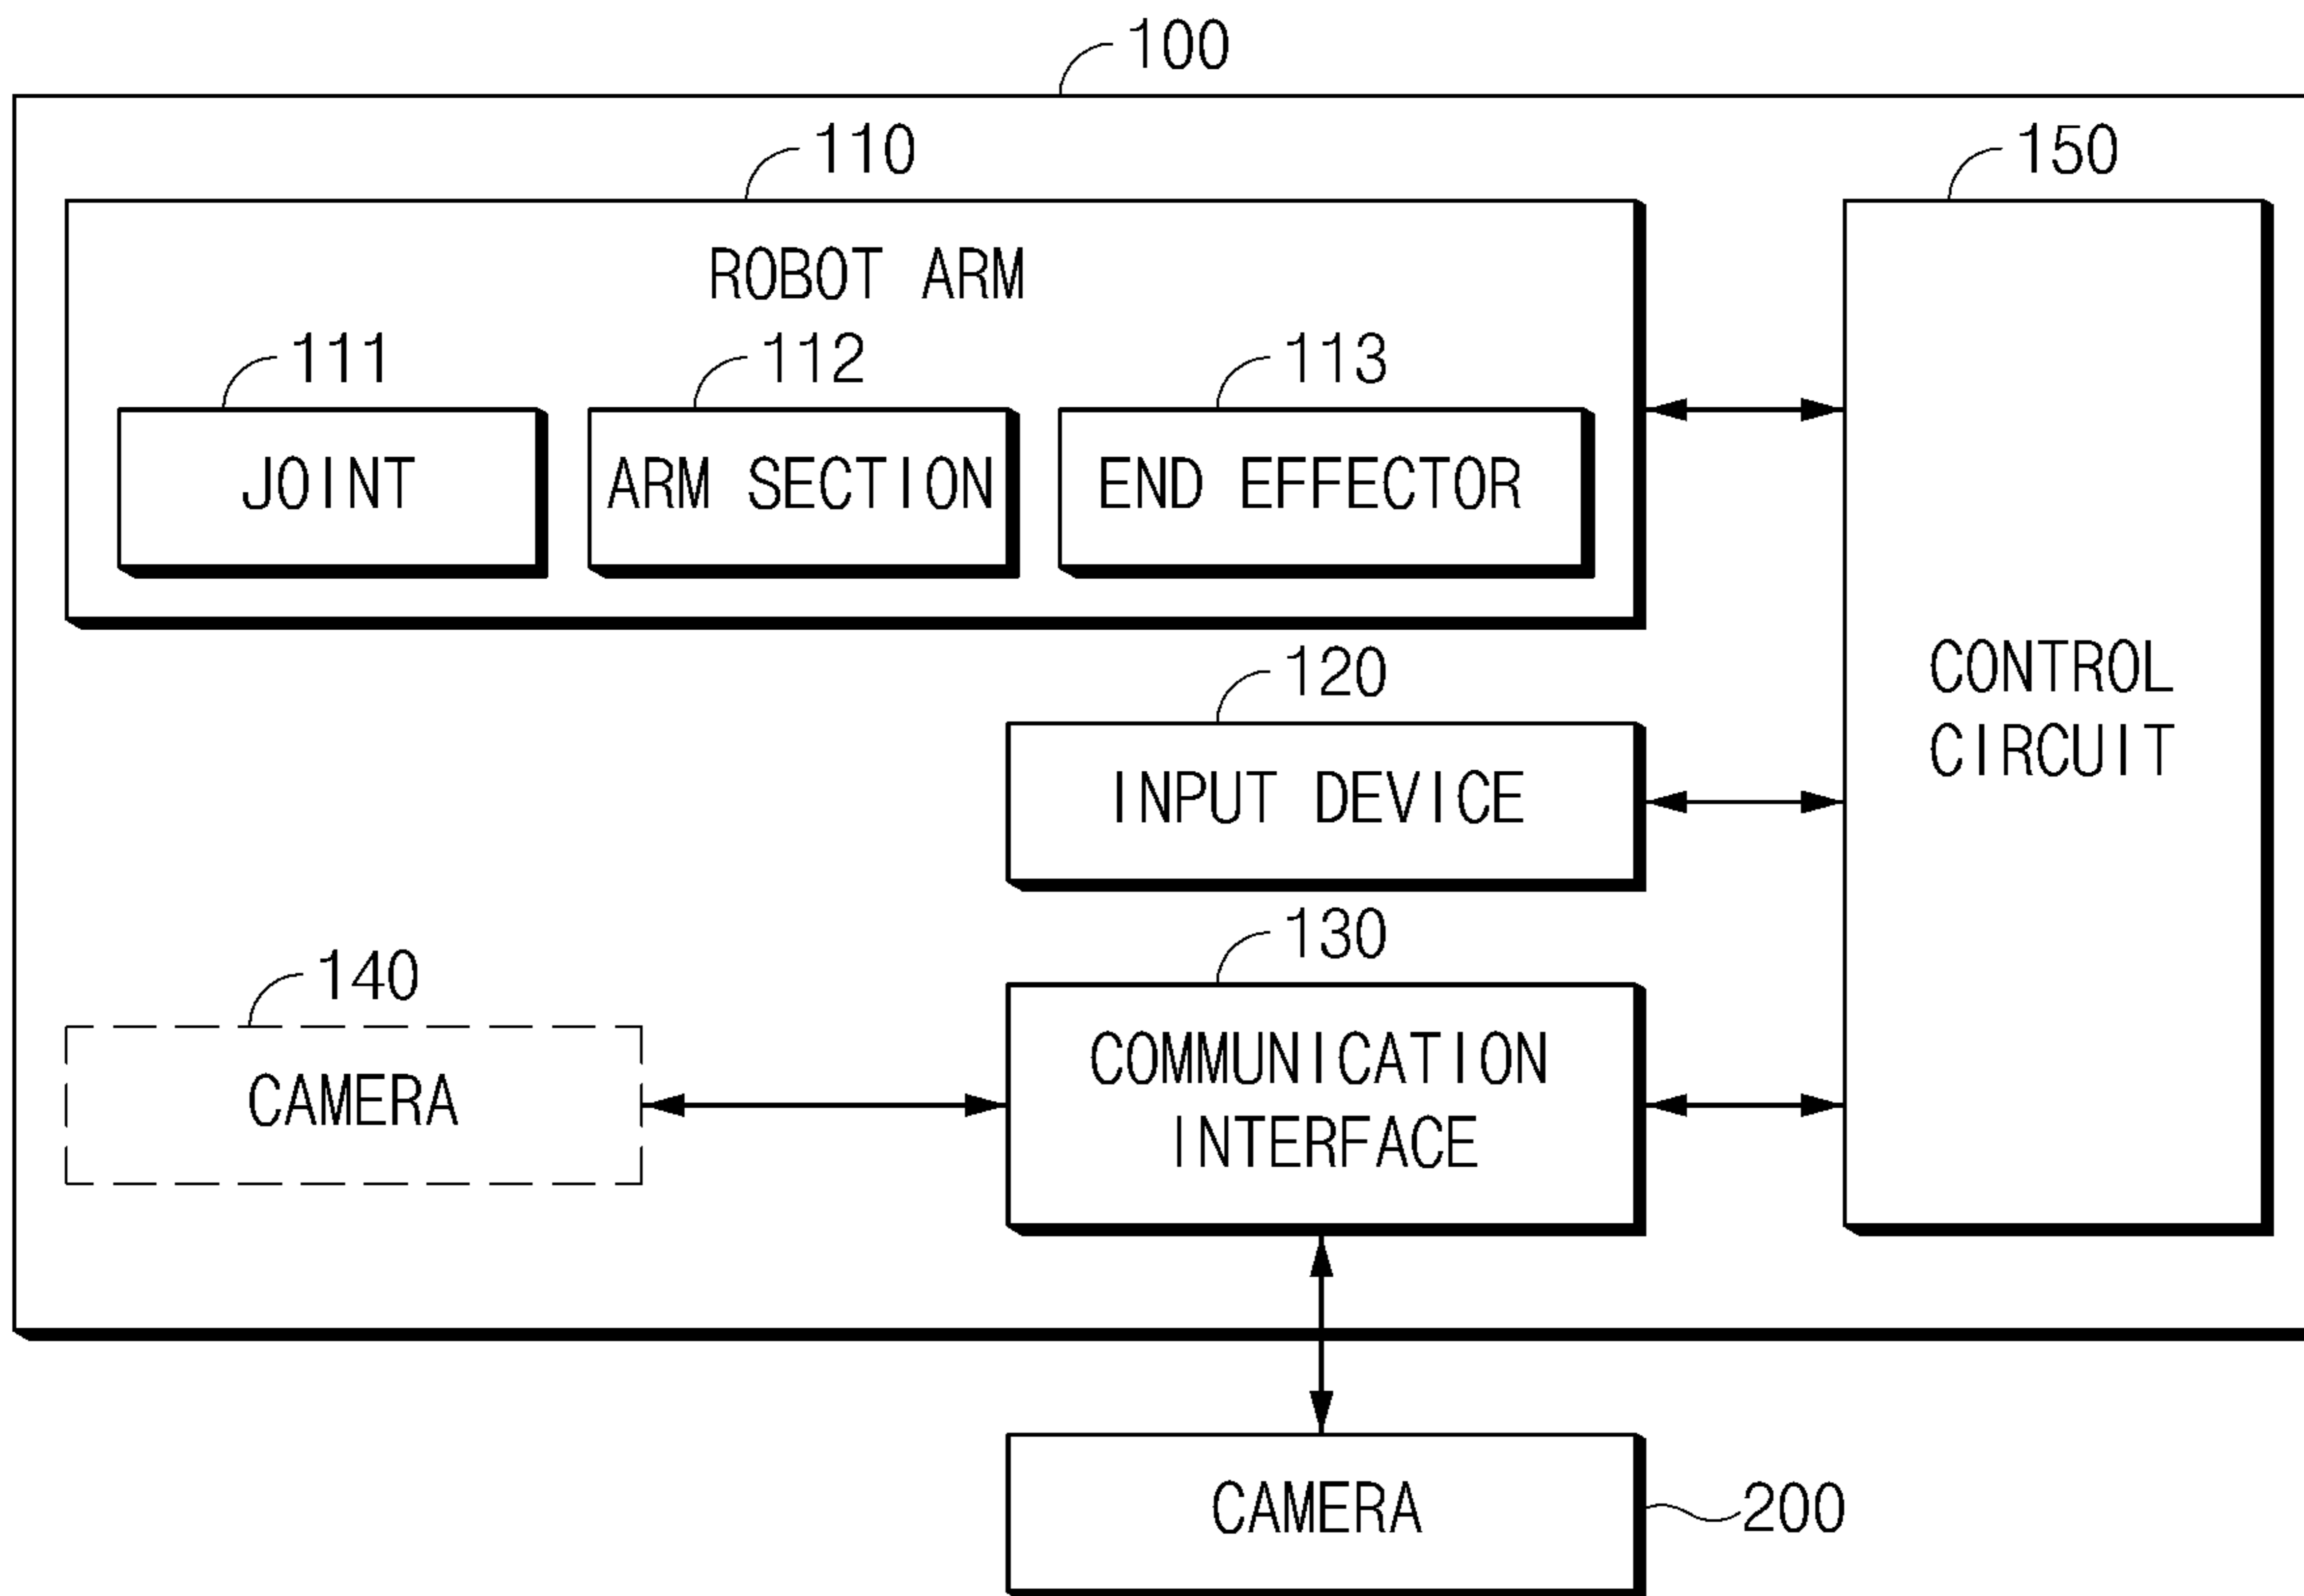 100
110
150
ROBOT ARM
111
112
113
JOINT
ARM SECTION
END EFFECTOR
120
CONTROL
CIRCUIT
INPUT DEVICE
130
140
COMMUNICATION
INTERFACE
CAMERA
CAMERA
200